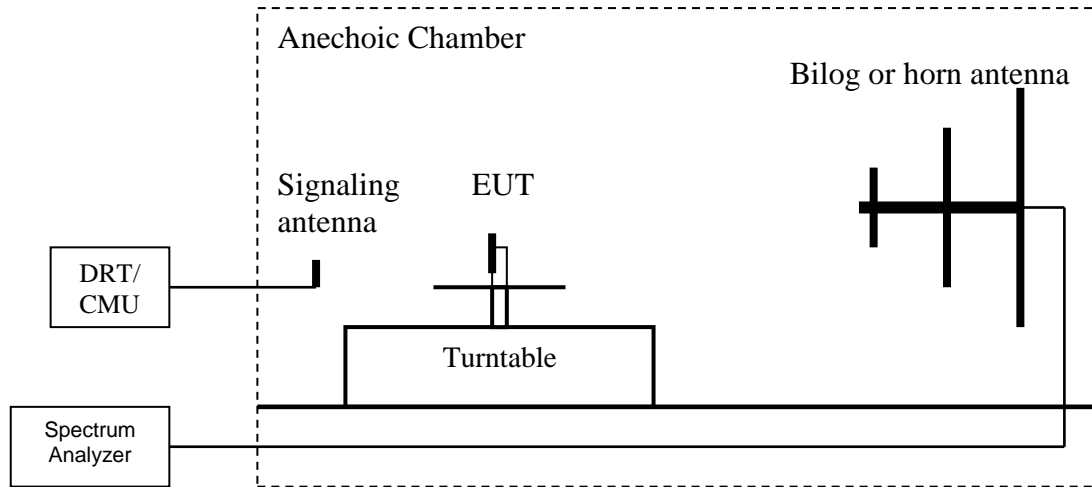 Anechoic Chamber
Bilog or horn antenna
Signaling
antenna
EUT
DRT/
CMU
Turntable
Spectrum
Analyzer